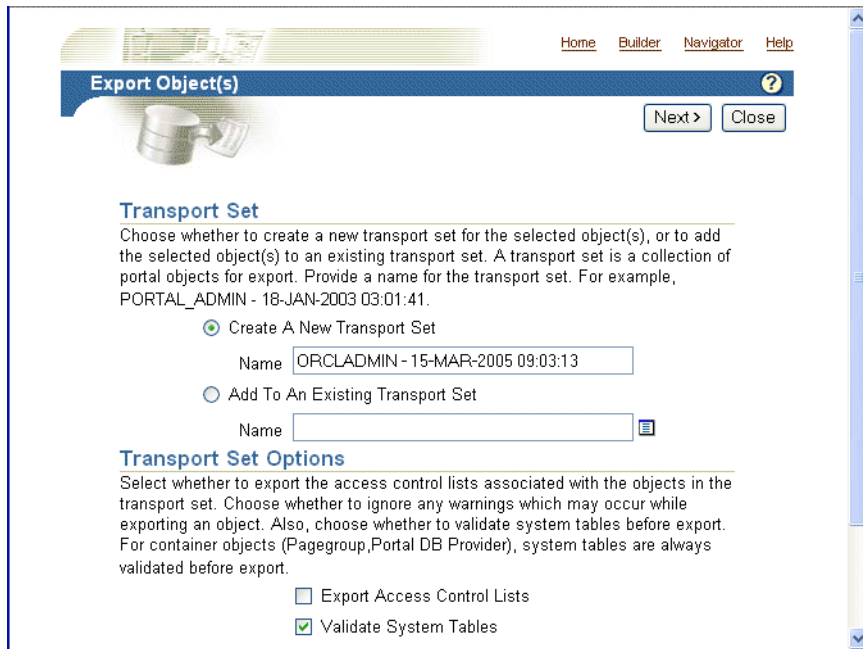 Home Builder Navigator Help
Export Object(s)
?
Next > Close
Transport Set
Choose whether to create a new transport set for the selected object(s), or to add
the selected object(s) to an existing transport set. A transport set is a collection of
portal objects for export. Provide a name for the transport set. For example,
PORTAL_ADMIN - 18-JAN-2003 03:01:41.
Create A New Transport Set
Name ORCLADMIN - 15-MAR-2005 09:03:13
Add To An Existing Transport Set
Name
Transport Set Options
Select whether to export the access control lists associated with the objects in the
transport set. Choose whether to ignore any warnings which may occur while
exporting an object. Also, choose whether to validate system tables before export.
For container objects (Pagegroup,Portal DB Provider), system tables are always
validated before export.
Export Access Control Lists
Validate System Tables